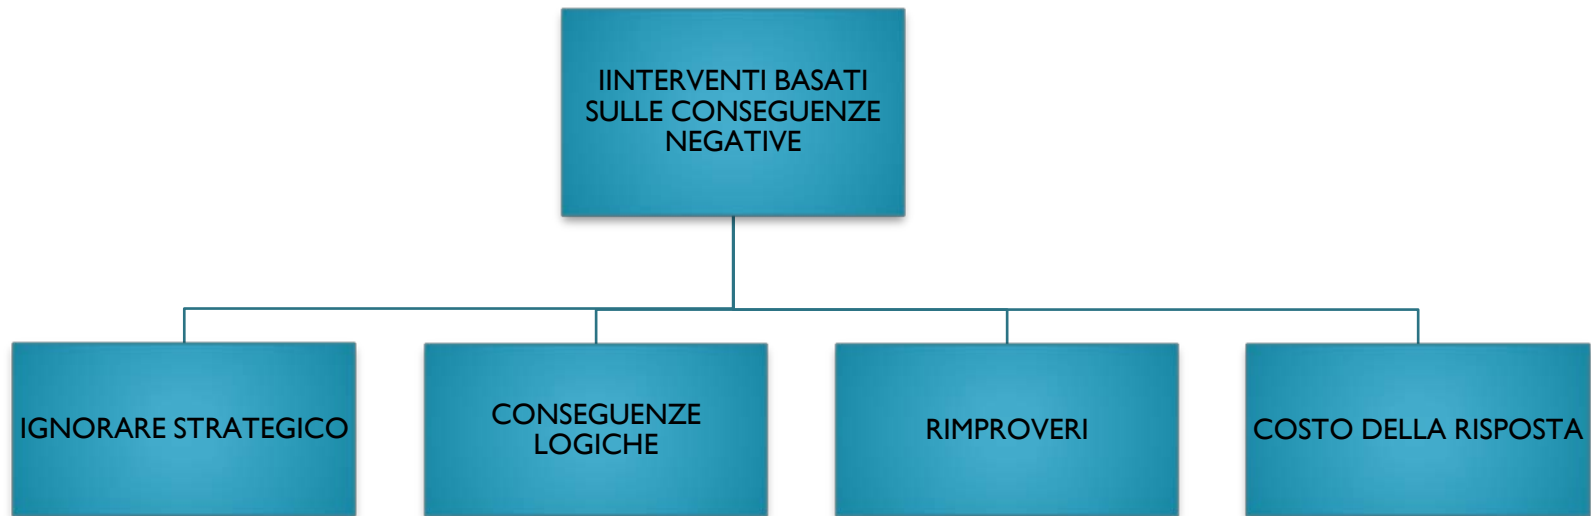 IINTERVENTI BASATI
SULLE CONSEGUENZE
NEGATIVE
IGNORARE STRATEGICO
CONSEGUENZE
LOGICHE
RIMPROVERI
COSTO DELLA RISPOSTA